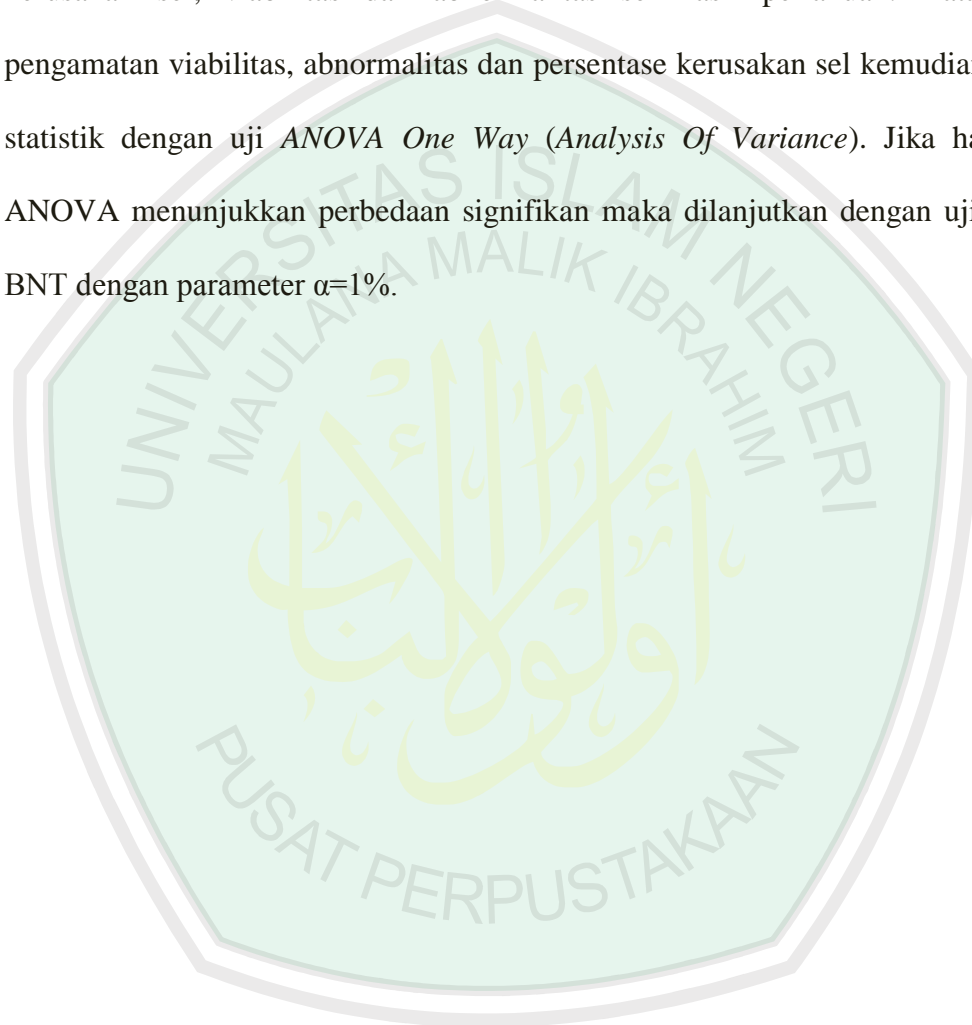 pengamatan viabilitas, abnormalitas dan persentase kerusakan sel kemudian
statistik dengan uji ANOVA One Way (Analysis Of Variance). Jika ha
ANOVA menunjukkan perbedaan signifikan maka dilanjutkan dengan uji
BNT dengan parameter α=1%.
UNIVERSITAS ISLAM NEGERI
MAULANA MALIK IBRAHIM
PUSAT PERPUSTAKAAN